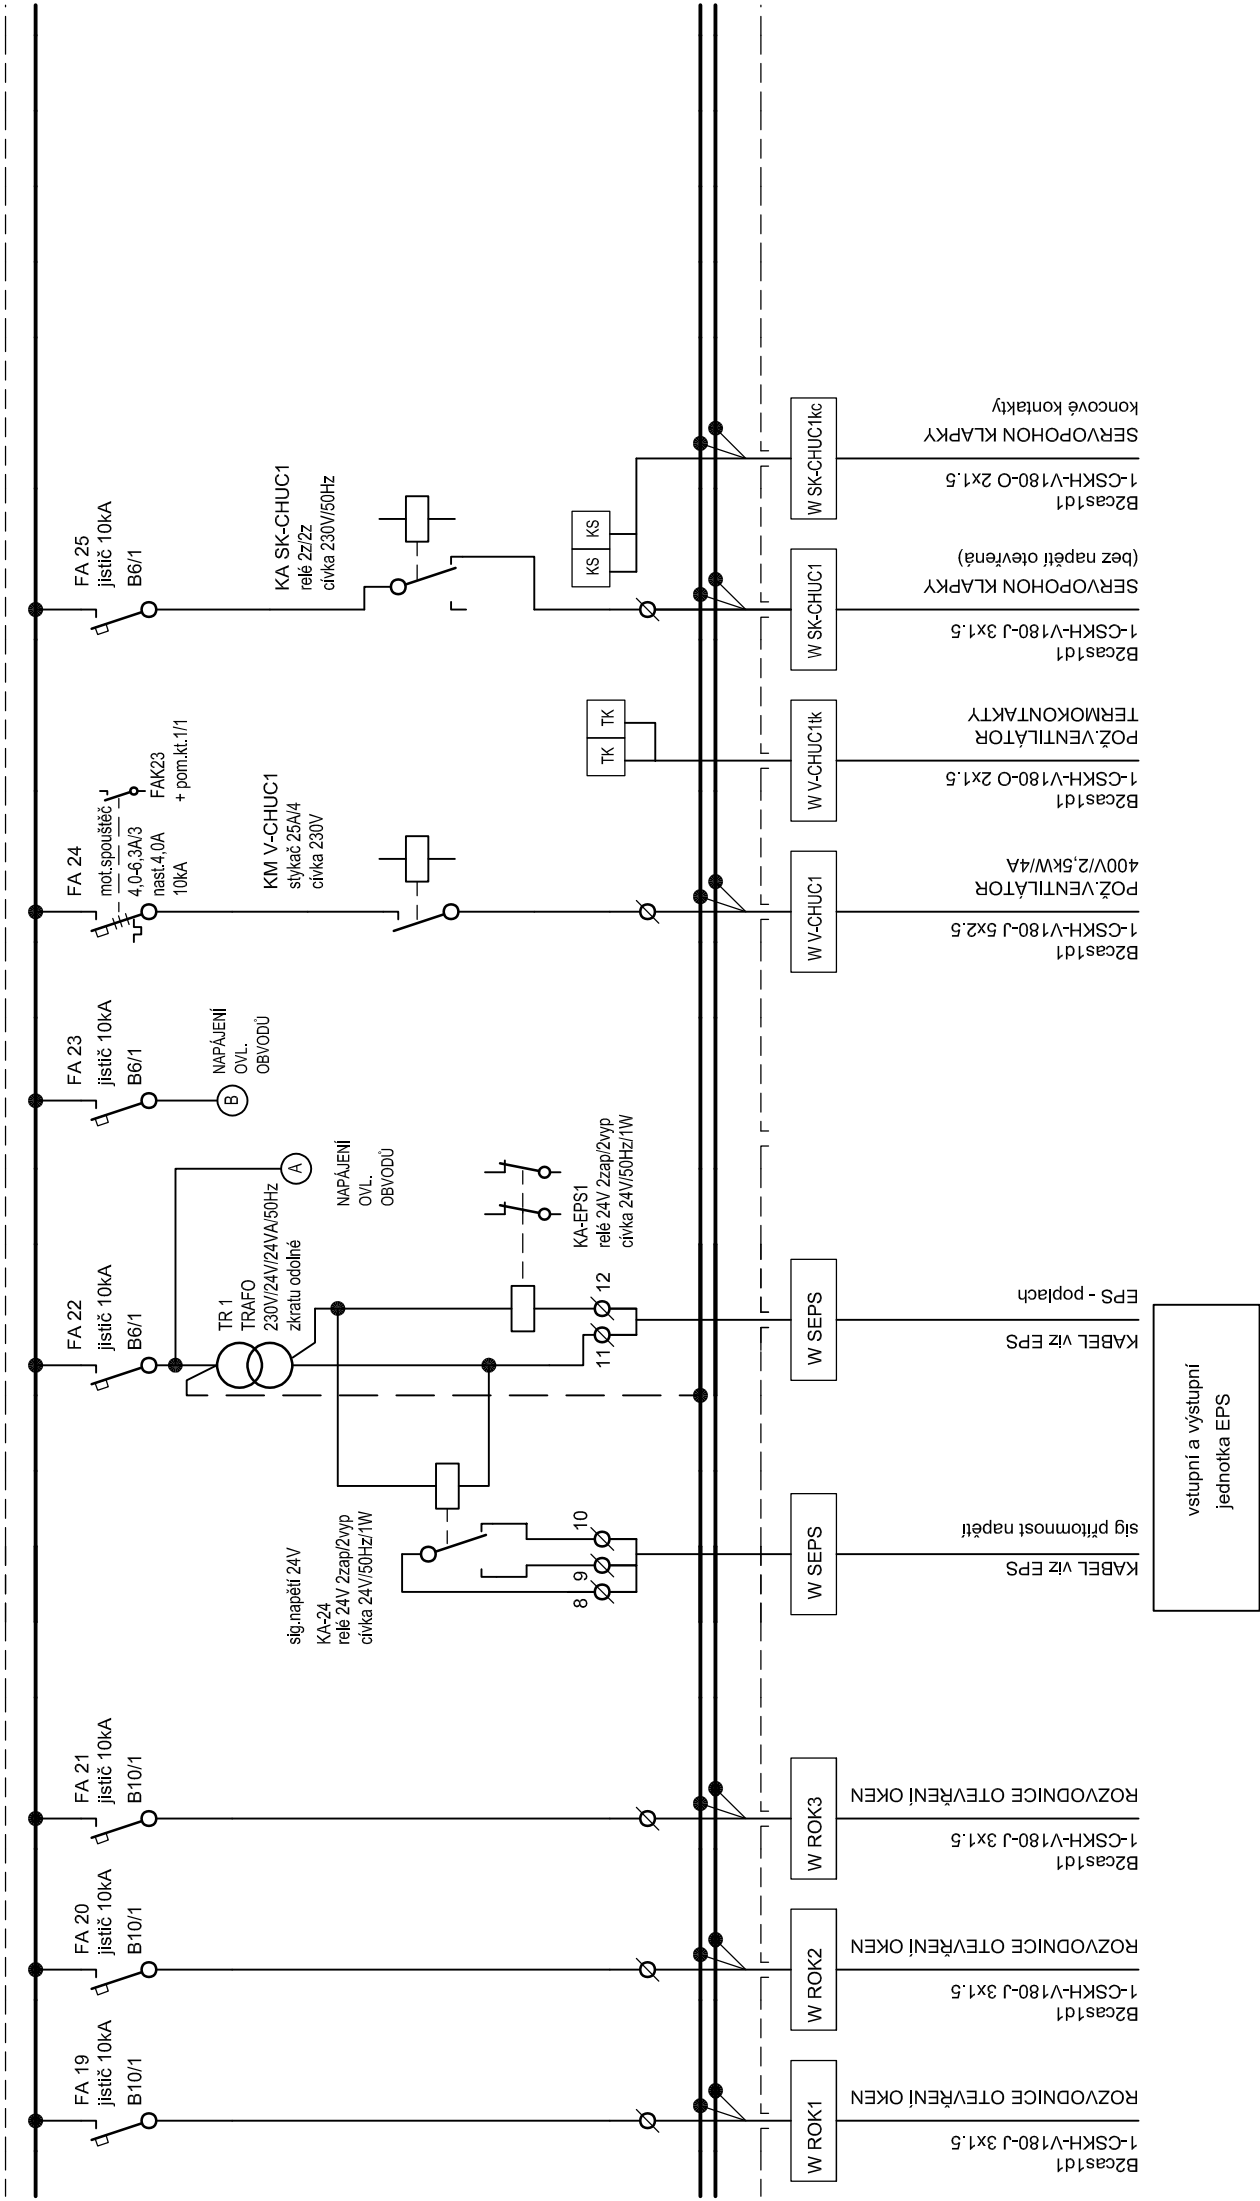 FA 19
jistič 10kA
B10/1
FA 20
jistič 10kA
B10/1
FA 21
jistič 10kA
B10/1
FA 22
jistič 10kA
B6/1
FA 23
jistič 10kA
B6/1
FA 24
mot.spouštěč
4,0-6,3A/3
nast.4,0A
10kA
FAK23
+ pom.kt.1/1
FA 25
jistič 10kA
B6/1
TR 1
TRAFO
230V/24V/24VA/50Hz
zkratu odolné
A
NAPÁJENÍ
OVL.
OBVODŮ
B
NAPÁJENÍ
OVL.
OBVODŮ
KM V-CHUC1
stykač 25A/4
cívka 230V
KA SK-CHUC1
relé 2z/2z
cívka 230V/50Hz
sig.napětí 24V
KA-24
relé 24V 2zap/2vyp
cívka 24V/50Hz/1W
KA-EPS1
relé 24V 2zap/2vyp
cívka 24V/50Hz/1W
8
9
10
11
12
TK
TK
KS
KS
W ROK1
W ROK2
W ROK3
W SEPS
W SEPS
W V-CHUC1
W V-CHUC1tk
W SK-CHUC1
W SK-CHUC1kc
B2cas1d1
1-CSKH-V180-J 3x1.5
ROZVODNICE OTEVŘENÍ OKEN
B2cas1d1
1-CSKH-V180-J 3x1.5
ROZVODNICE OTEVŘENÍ OKEN
B2cas1d1
1-CSKH-V180-J 3x1.5
ROZVODNICE OTEVŘENÍ OKEN
KABEL viz EPS
sig přítomnost napětí
KABEL viz EPS
EPS - poplach
B2cas1d1
1-CSKH-V180-J 5x2.5
POŽ.VENTILÁTOR
400V/2,5kW/4A
B2cas1d1
1-CSKH-V180-O 2x1.5
POŽ.VENTILÁTOR
TERMOKONTAKTY
B2cas1d1
1-CSKH-V180-J 3x1.5
SERVOPOHON KLAPKY
(bez napětí otevřená)
B2cas1d1
1-CSKH-V180-O 2x1.5
SERVOPOHON KLAPKY
koncové kontakty
vstupní a výstupní
jednotka EPS